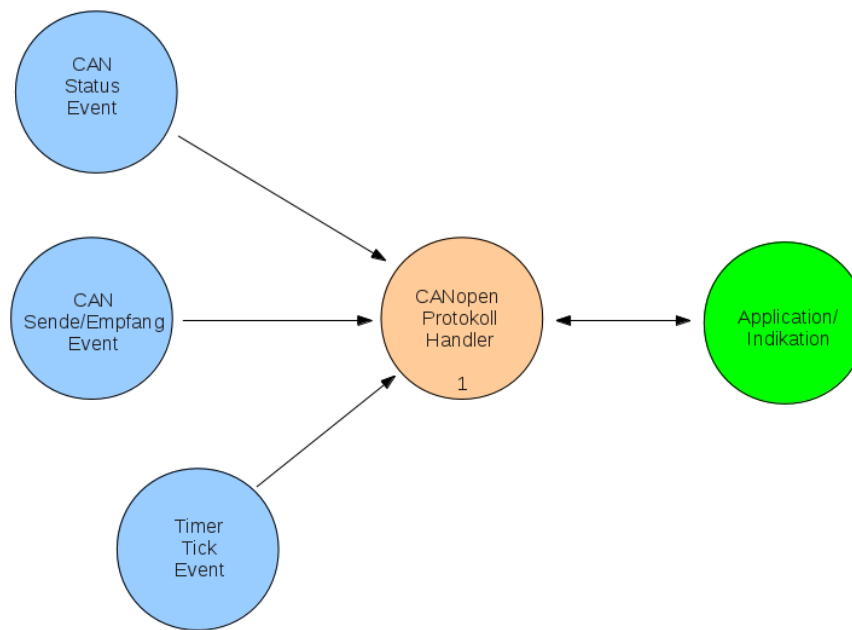 CAN
Status
Event
CAN
Sende/Empfang
Event
CANopen
Protokoll
Handler
1
Application/
Indikation
Timer
Tick
Event